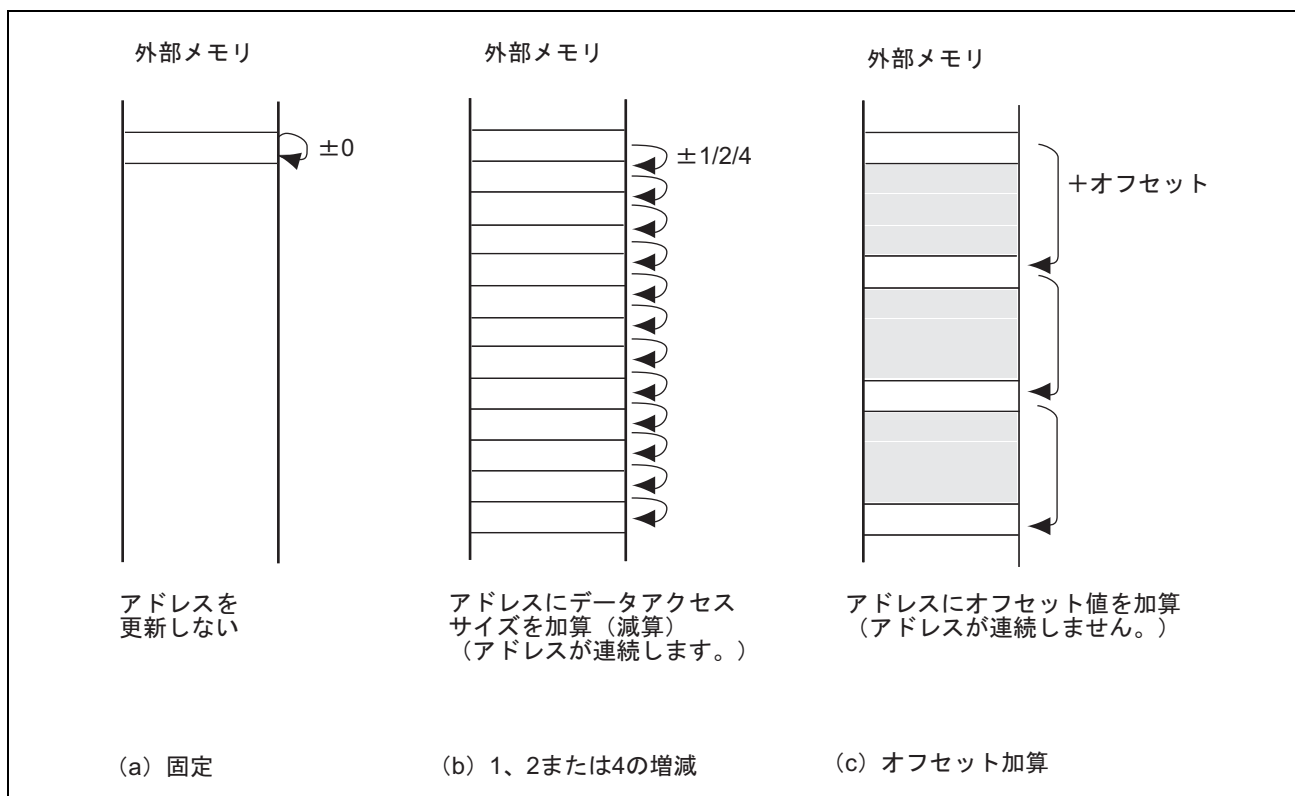 外部メモリ
±0
アドレスを
更新しない
(a)固定
外部メモリ
±1/2/4
アドレスにデータアクセス
サイズを加算(減算)
(アドレスが連続します。)
(b)1、2または4の増減
外部メモリ
+オフセット
アドレスにオフセット値を加算
(アドレスが連続しません。)
(c)オフセット加算